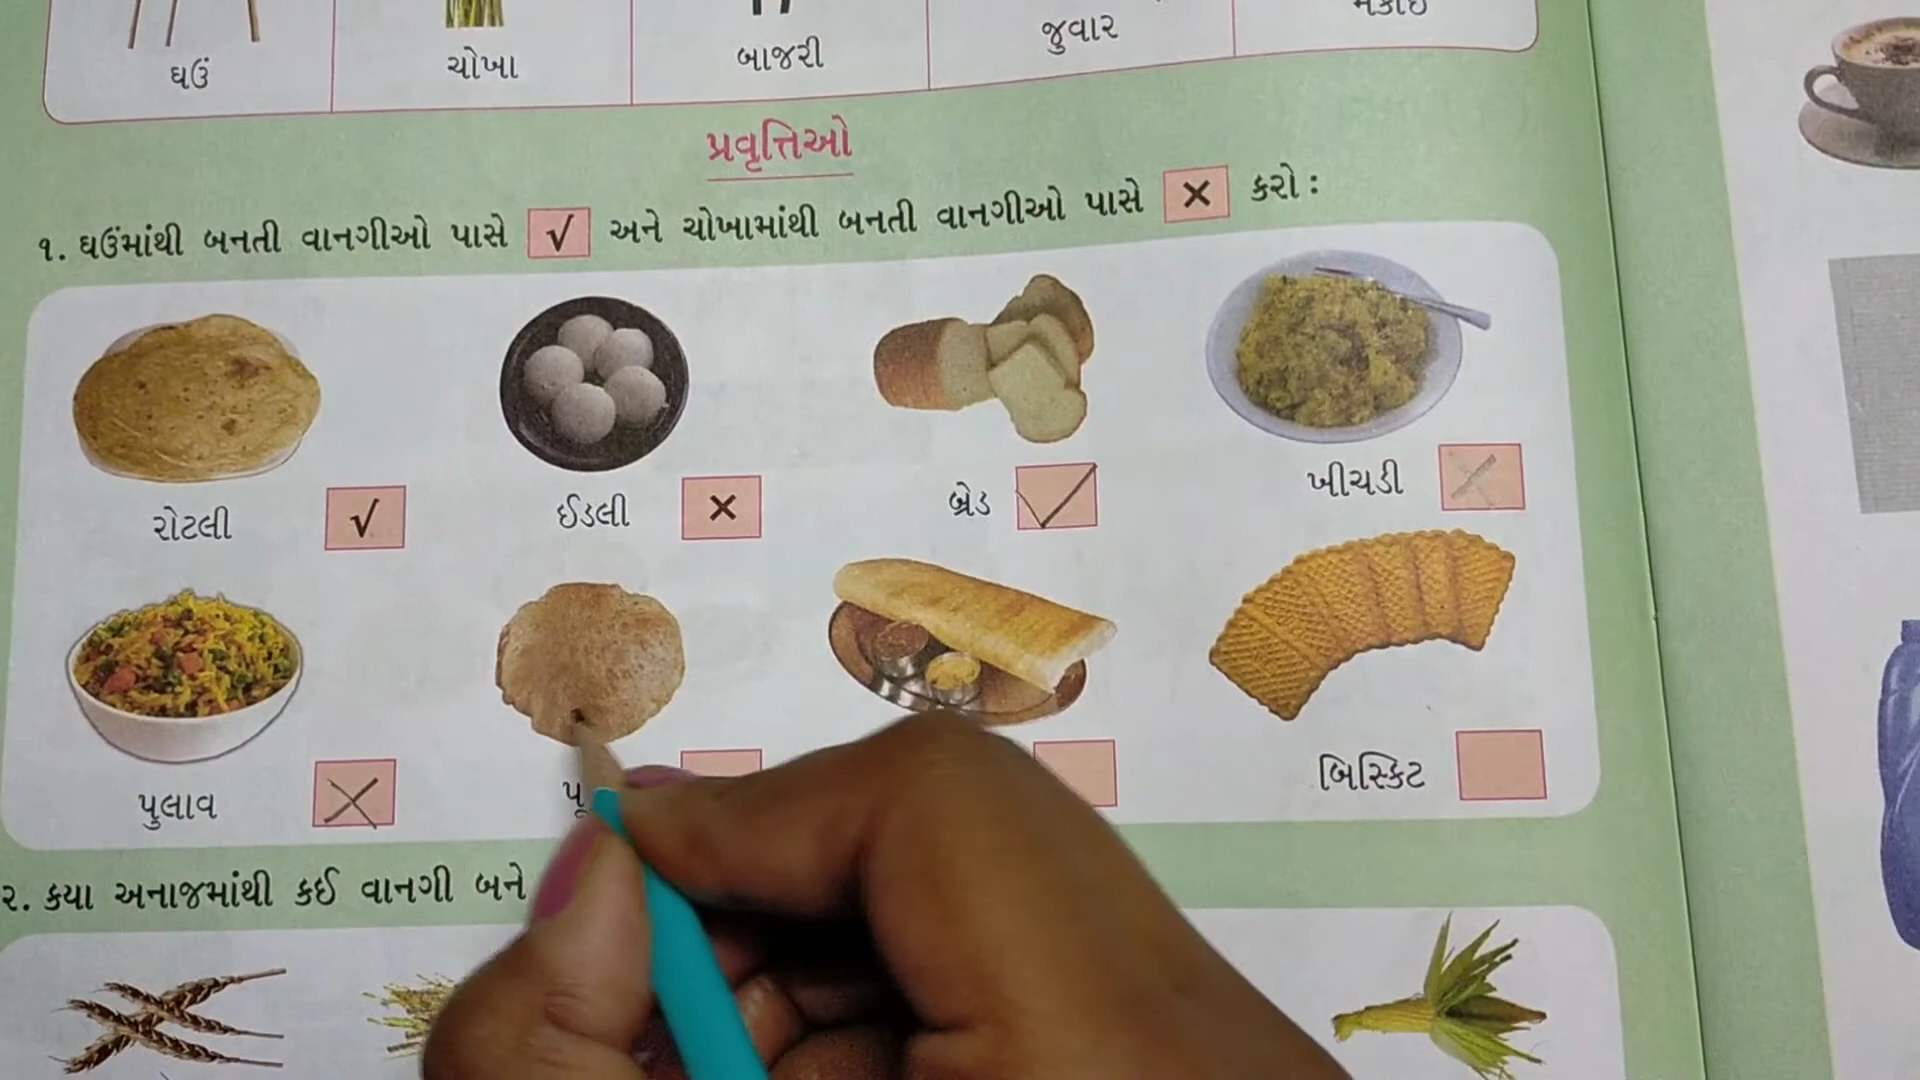 ઘઉં ચોખા બાજરી જુવાર
પ્રવૃત્તિઓ
૧. ઘઉંમાંથી બનતી વાનગીઓ પાસે √ અને ચોખામાંથી બનતી વાનગીઓ પાસે × કરો :
રોટલી √ ઈડલી × બ્રેડ ✓ ખીચડી ×
પુલાવ × બિસ્કિટ
૨. કયા અનાજમાંથી કઈ વાનગી બને